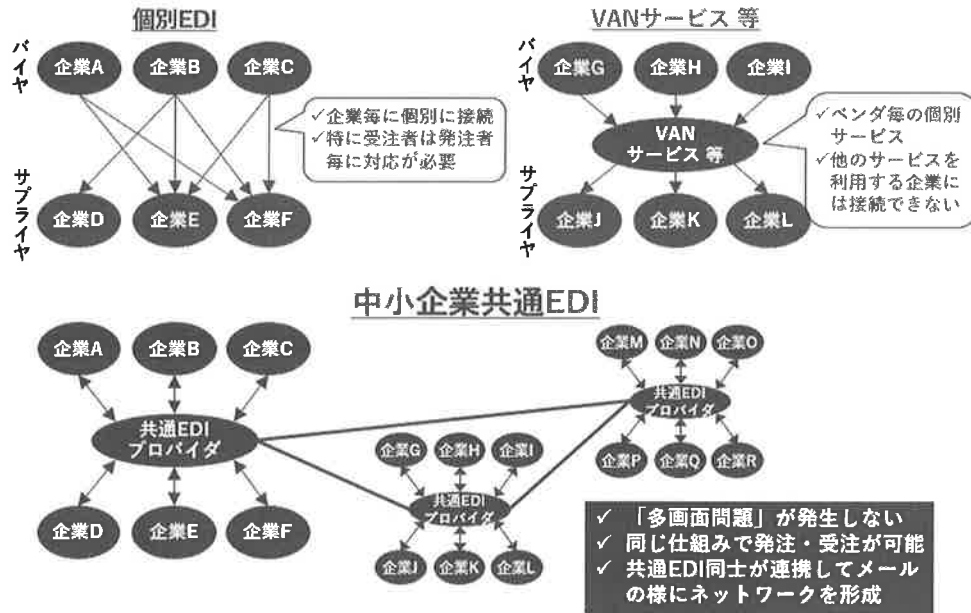 個別EDI
バイヤ
企業A
企業B
企業C
✓企業毎に個別に接続
✓特に受注者は発注者
毎に対応が必要
サプライヤ
企業D
企業E
企業F
VANサービス 等
バイヤ
企業G
企業H
企業I
VAN
サービス 等
✓ベンダ毎の個別
サービス
✓他のサービスを
利用する企業に
は接続できない
サプライヤ
企業J
企業K
企業L
中小企業共通EDI
企業A
企業B
企業C
共通EDI
プロバイダ
企業D
企業E
企業F
企業G
企業H
企業I
共通EDI
プロバイダ
企業J
企業K
企業L
企業M
企業N
企業O
共通EDI
プロバイダ
企業P
企業Q
企業R
✓ 「多画面問題」が発生しない
✓ 同じ仕組みで発注・受注が可能
✓ 共通EDI同士が連携してメール
の様にネットワークを形成